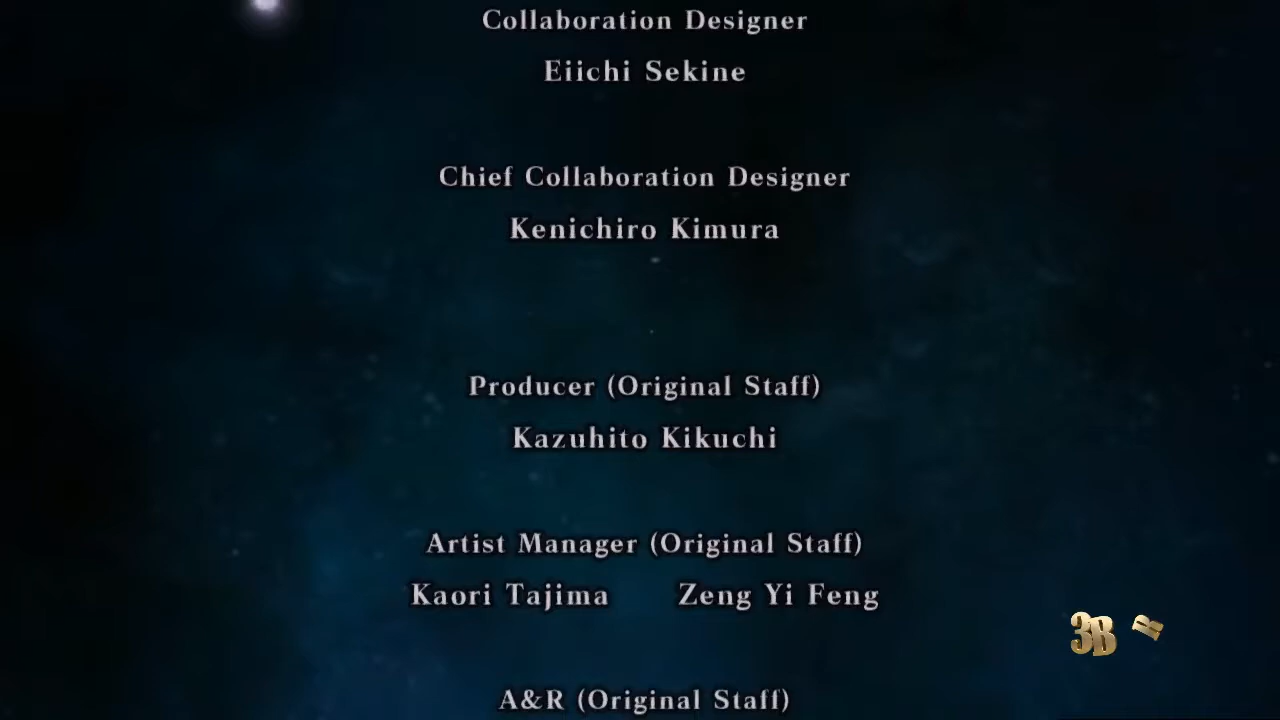 Collaboration Designer
Eiichi Sekine
Chief Collaboration Designer
Kenichiro Kimura
Producer (Original Staff)
Kazuhito Kikuchi
Artist Manager (Original Staff)
Kaori Tajima Zeng Yi Feng
A&R (Original Staff)
3B R